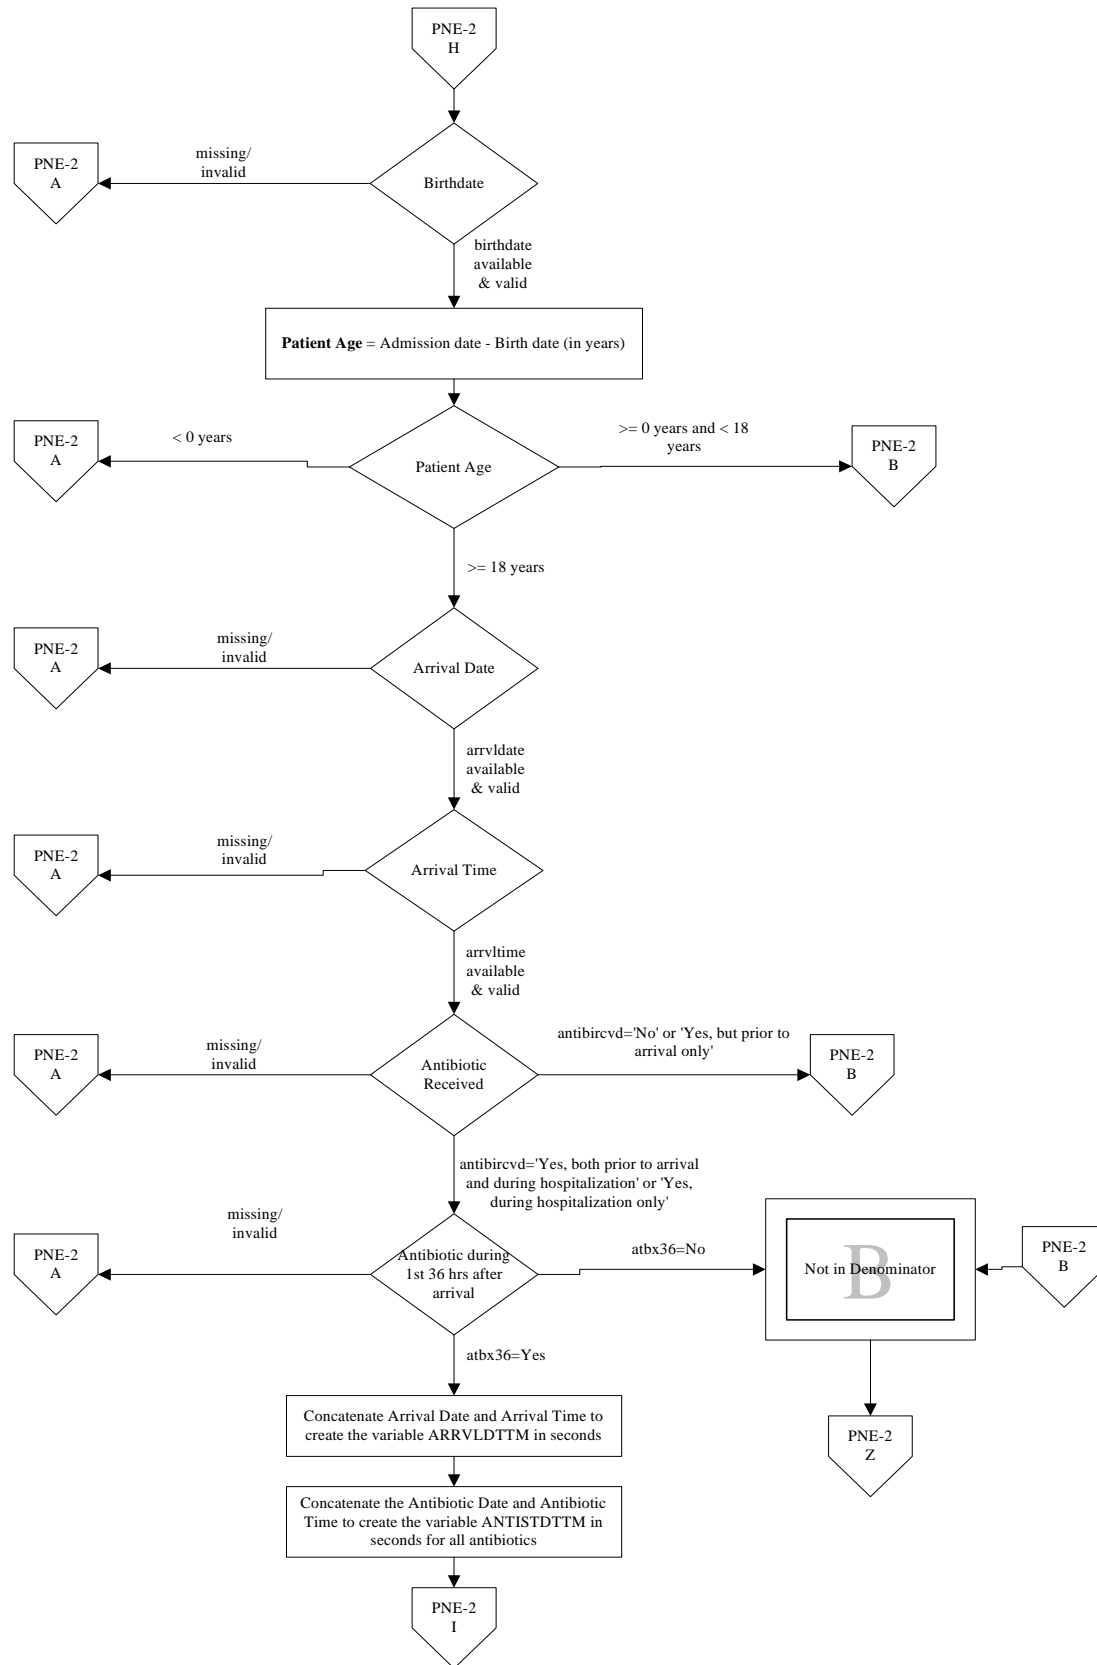 PNE-2
H
missing/
invalid
PNE-2
A
Birthdate
birthdate
available
& valid
Patient Age = Admission date - Birth date (in years)
PNE-2
A
< 0 years
Patient Age
>= 0 years and < 18
years
PNE-2
B
>= 18 years
PNE-2
A
missing/
invalid
Arrival Date
arrvldate
available
& valid
PNE-2
A
missing/
invalid
Arrival Time
arrvltime
available
& valid
PNE-2
A
missing/
invalid
Antibiotic
Received
antibircvd='No' or 'Yes, but prior to
arrival only'
PNE-2
B
antibircvd='Yes, both prior to arrival
and during hospitalization' or 'Yes,
during hospitalization only'
missing/
invalid
PNE-2
A
Antibiotic during
1st 36 hrs after
arrival
atbx36=No
B
Not in Denominator
PNE-2
B
atbx36=Yes
Concatenate Arrival Date and Arrival Time to
create the variable ARRVLDTTM in seconds
PNE-2
Z
Concatenate the Antibiotic Date and Antibiotic
Time to create the variable ANTISTDTTM in
seconds for all antibiotics
PNE-2
I